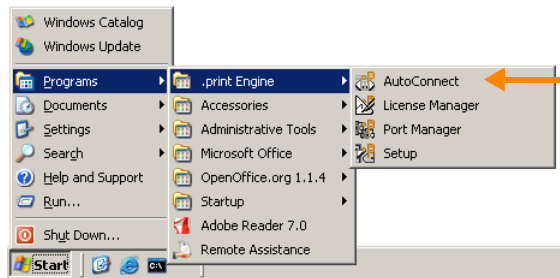 Windows Catalog
Windows Update
Programs
Documents
Settings
Search
Help and Support
Run...
Shut Down...
Start
.print Engine
Accessories
Administrative Tools
Microsoft Office
OpenOffice.org 1.1.4
Startup
Adobe Reader 7.0
Remote Assistance
AutoConnect
License Manager
Port Manager
Setup